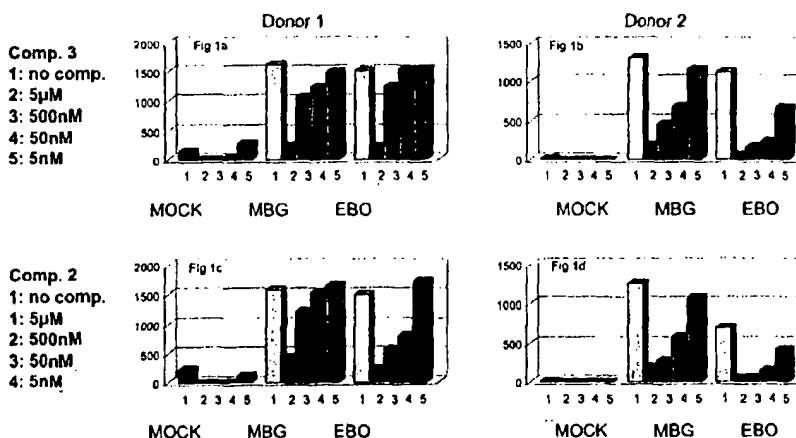 Donor 1
Donor 2
Comp. 3
1: no comp.
2: 5µM
3: 500nM
4: 50nM
5: 5nM
Fig 1a
2000
1500
1000
500
0
1 2 3 4 5 1 2 3 4 5 1 2 3 4 5
MOCK MBG EBO
Fig 1b
1500
1000
500
0
1 2 3 4 5 1 2 3 4 5 1 2 3 4 5
MOCK MBG EBO
Comp. 2
1: no comp.
1: 5µM
2: 500nM
3: 50nM
4: 5nM
Fig 1c
2000
1500
1000
500
0
1 2 3 4 5 1 2 3 4 5 1 2 3 4 5
MOCK MBG EBO
Fig 1d
1500
1000
500
0
1 2 3 4 5 1 2 3 4 5 1 2 3 4 5
MOCK MBG EBO